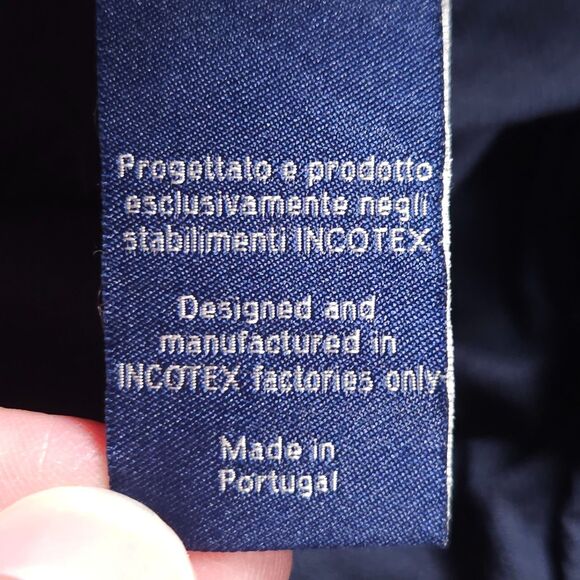 Progettato e prodotto
esclusivamente negli
stabilimenti INCOTEX
Designed and
manufactured in
INCOTEX factories only
Made in
Portugal